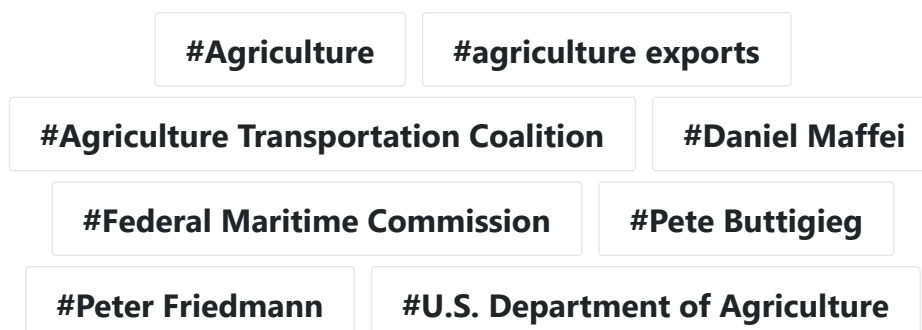 #Agriculture #agriculture exports
#Agriculture Transportation Coalition #Daniel Maffei
#Federal Maritime Commission #Pete Buttigieg
#Peter Friedmann #U.S. Department of Agriculture